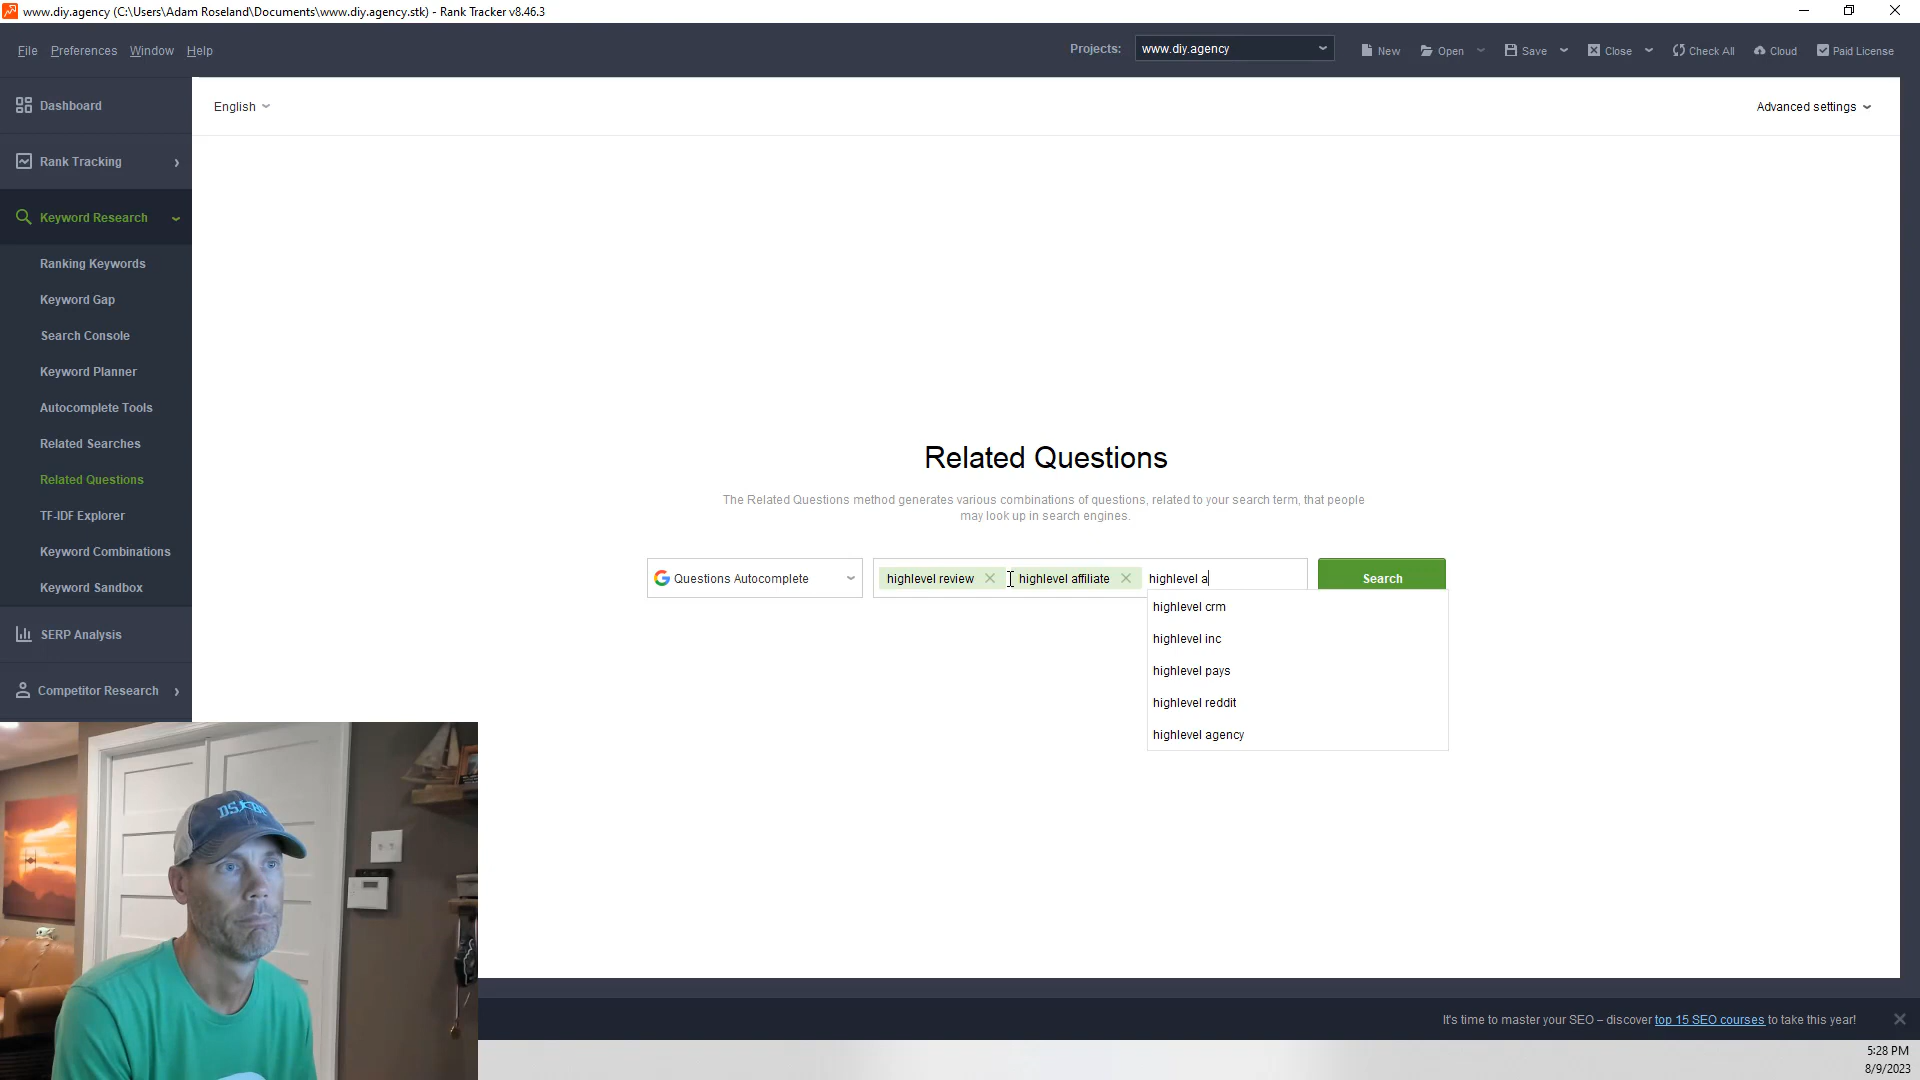 www.diy.agency (C:\Users\Adam Roseland\Documents\www.diy.agency.stk) - Rank Tracker v8.46.3
File Preferences Window Help
Projects: www.diy.agency New Open Save Close Check All Cloud Paid License
Dashboard
Rank Tracking
Keyword Research
Ranking Keywords
Keyword Gap
Search Console
Keyword Planner
Autocomplete Tools
Related Searches
Related Questions
TF-IDF Explorer
Keyword Combinations
Keyword Sandbox
SERP Analysis
Competitor Research
English
Advanced settings
Related Questions
The Related Questions method generates various combinations of questions, related to your search term, that people
may look up in search engines.
Questions Autocomplete highlevel review highlevel affiliate highlevel a Search
highlevel crm
highlevel inc
highlevel pays
highlevel reddit
highlevel agency
It's time to master your SEO – discover top 15 SEO courses to take this year!
5:28 PM
8/9/2023